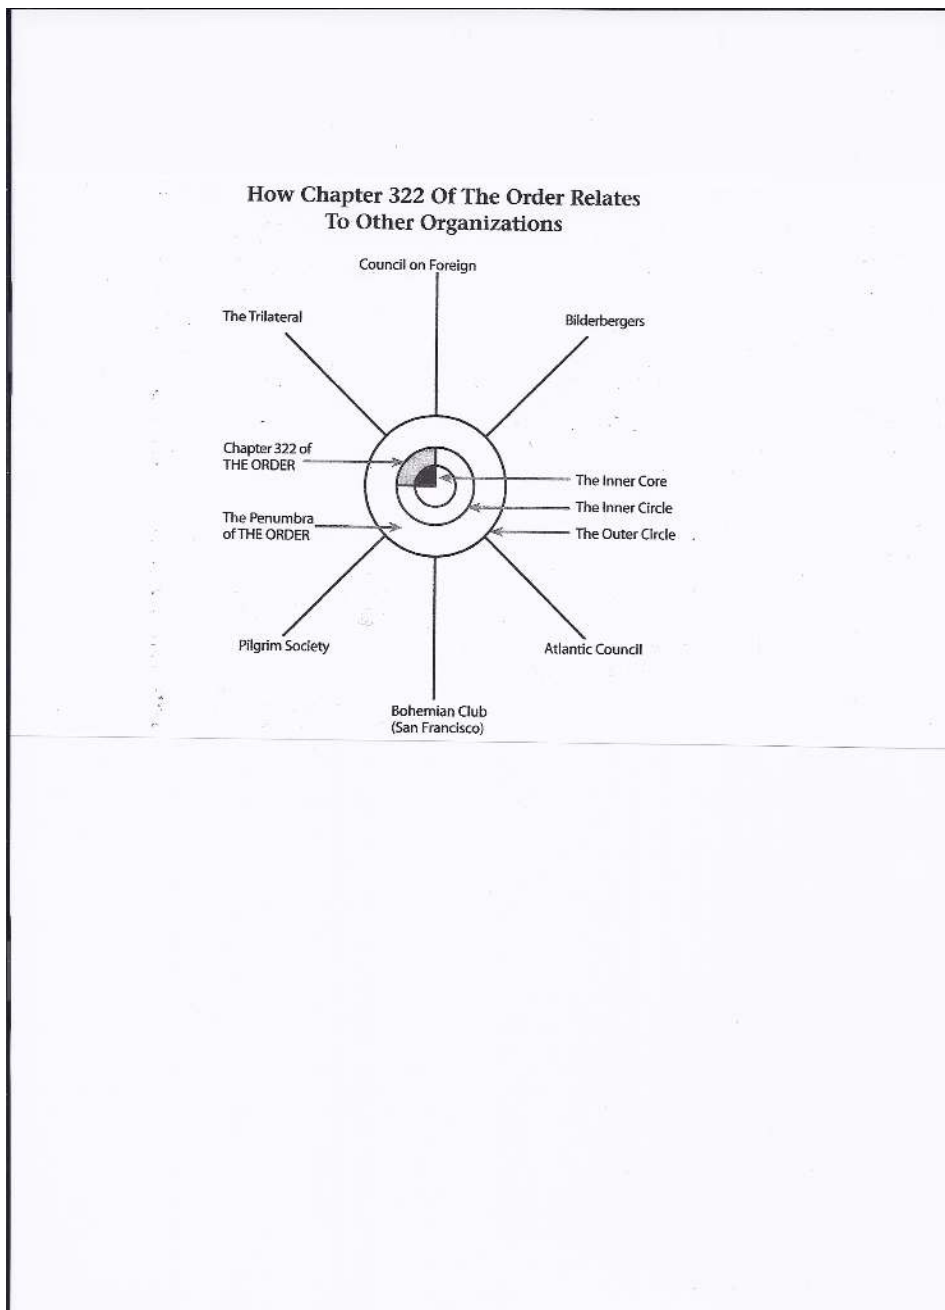 How Chapter 322 Of The Order Relates
To Other Organizations
Council on Foreign
The Trilateral
Bilderbergers
Chapter 322 of
THE ORDER
The Inner Core
The Inner Circle
The Penumbra
of THE ORDER
The Outer Circle
Pilgrim Society
Atlantic Council
Bohemian Club
(San Francisco)